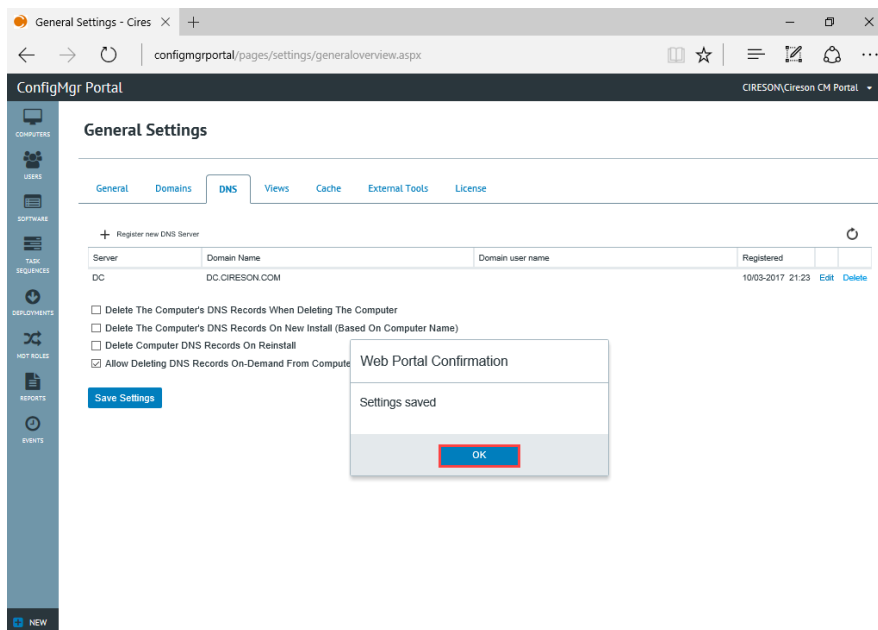 General Settings - Cires
configmgrportal/pages/settings/generaloverview.aspx
ConfigMgr Portal
CIRESON\Cireson CM Portal
COMPUTERS
USERS
SOFTWARE
TASK
SEQUENCES
DEPLOYMENTS
MDT ROLES
REPORTS
EVENTS
NEW
General Settings
General Domains DNS Views Cache External Tools License
Register new DNS Server
Server Domain Name Domain user name Registered
DC DC.CIRESON.COM 10/03-2017 21:23 Edit Delete
Delete The Computer's DNS Records When Deleting The Computer
Delete The Computer's DNS Records On New Install (Based On Computer Name)
Delete Computer DNS Records On Reinstall
Allow Deleting DNS Records On-Demand From Compute
Save Settings
Web Portal Confirmation
Settings saved
OK